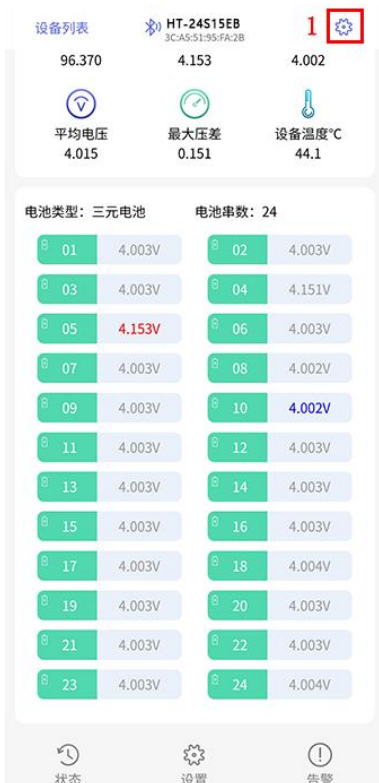 设备列表 HT-24S15EB 1
3C:A5:51:95:FA:2B
96.370 4.153 4.002
平均电压 最大压差 设备温度°C
4.015 0.151 44.1
电池类型：三元电池 电池串数：24
01 4.003V 02 4.003V
03 4.003V 04 4.151V
05 4.153V 06 4.003V
07 4.003V 08 4.002V
09 4.003V 10 4.002V
11 4.003V 12 4.003V
13 4.003V 14 4.003V
15 4.003V 16 4.003V
17 4.003V 18 4.004V
19 4.003V 20 4.003V
21 4.003V 22 4.003V
23 4.003V 24 4.004V
状态 设置 告警